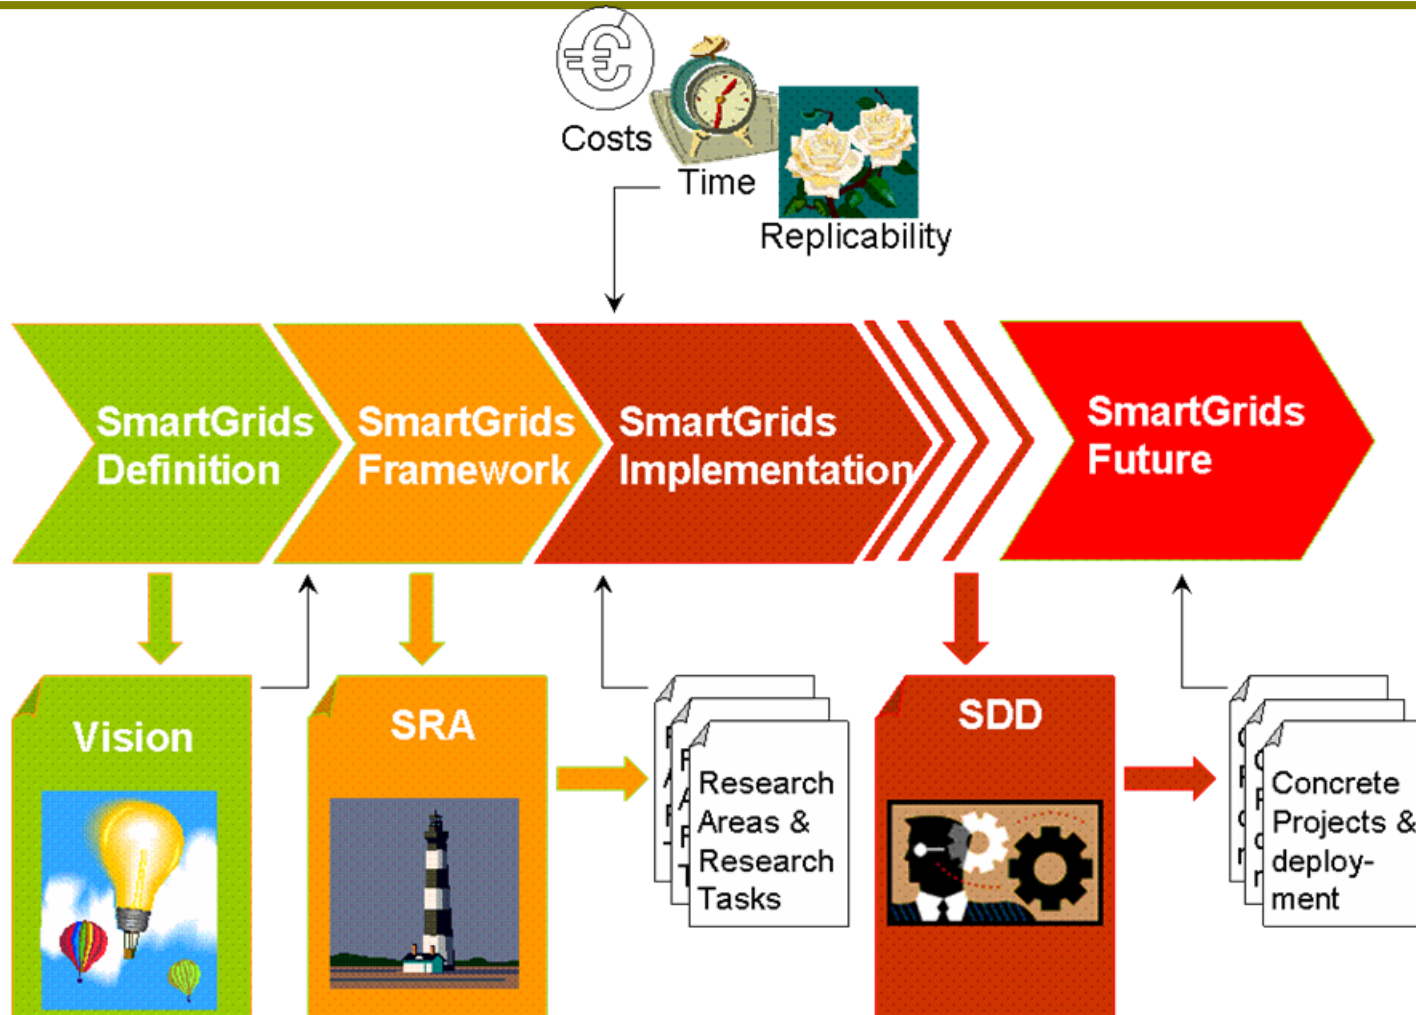 Costs
Time
Replicability
SmartGrids
Definition
SmartGrids
Framework
SmartGrids
Implementation
SmartGrids
Future
Vision
SRA
Research
Areas &
Research
Tasks
SDD
Concrete
Projects &
deploy-
ment